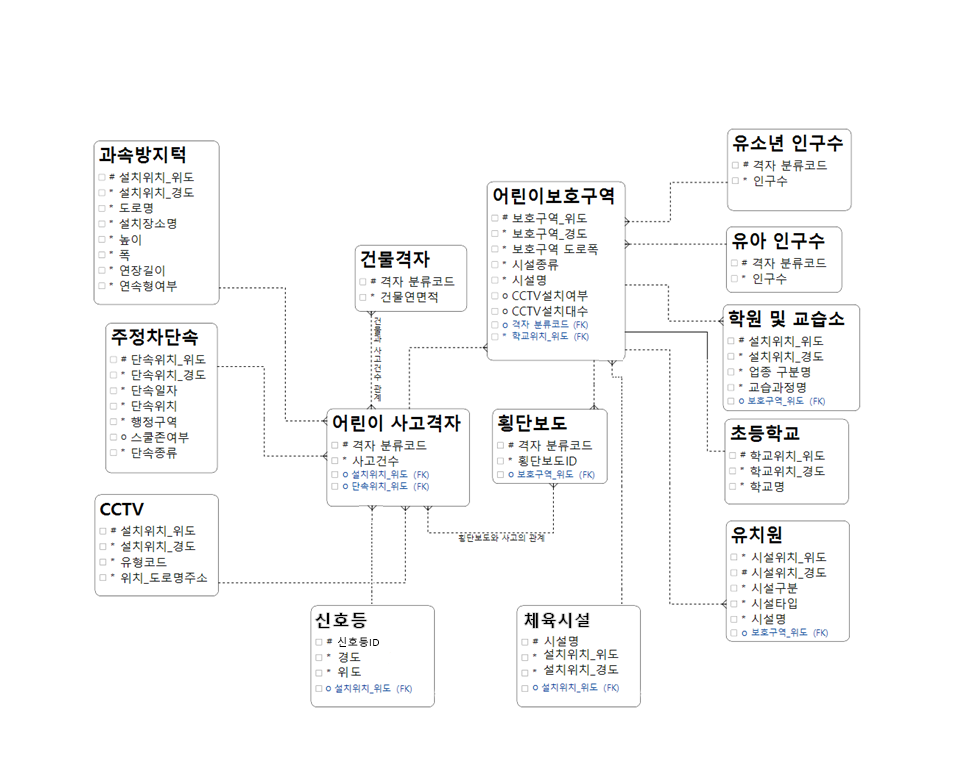 과속방지턱
# 설치위치_위도
* 설치위치_경도
* 도로명
* 설치장소명
* 높이
* 폭
* 연장길이
* 연속형여부
주정차단속
# 단속위치_위도
* 단속위치_경도
* 단속일자
* 단속위치
* 행정구역
o 스쿨존여부
* 단속종류
CCTV
# 설치위치_위도
* 설치위치_경도
* 유형코드
* 위치_도로명주소
건물격자
# 격자 분류코드
* 건물연면적
건물과 사고건수 관계
어린이 사고격자
# 격자 분류코드
* 사고건수
o 설치위치_위도 (FK)
o 단속위치_위도 (FK)
신호등
# 신호등ID
* 경도
* 위도
o 설치위치_위도 (FK)
어린이보호구역
# 보호구역_위도
* 보호구역_경도
* 보호구역 도로폭
* 시설종류
* 시설명
o CCTV설치여부
o CCTV설치대수
o 격자 분류코드 (FK)
* 학교위치_위도 (FK)
횡단보도
# 격자 분류코드
* 횡단보도ID
o 보호구역_위도 (FK)
횡단보도와 사고의 관계
체육시설
# 시설명
* 설치위치_위도
* 설치위치_경도
o 설치위치_위도 (FK)
유소년 인구수
# 격자 분류코드
* 인구수
유아 인구수
# 격자 분류코드
* 인구수
학원 및 교습소
# 설치위치_위도
* 설치위치_경도
* 업종 구분명
* 교습과정명
o 보호구역_위도 (FK)
초등학교
# 학교위치_위도
* 학교위치_경도
* 학교명
유치원
* 시설위치_위도
# 시설위치_경도
* 시설구분
* 시설타입
* 시설명
o 보호구역_위도 (FK)